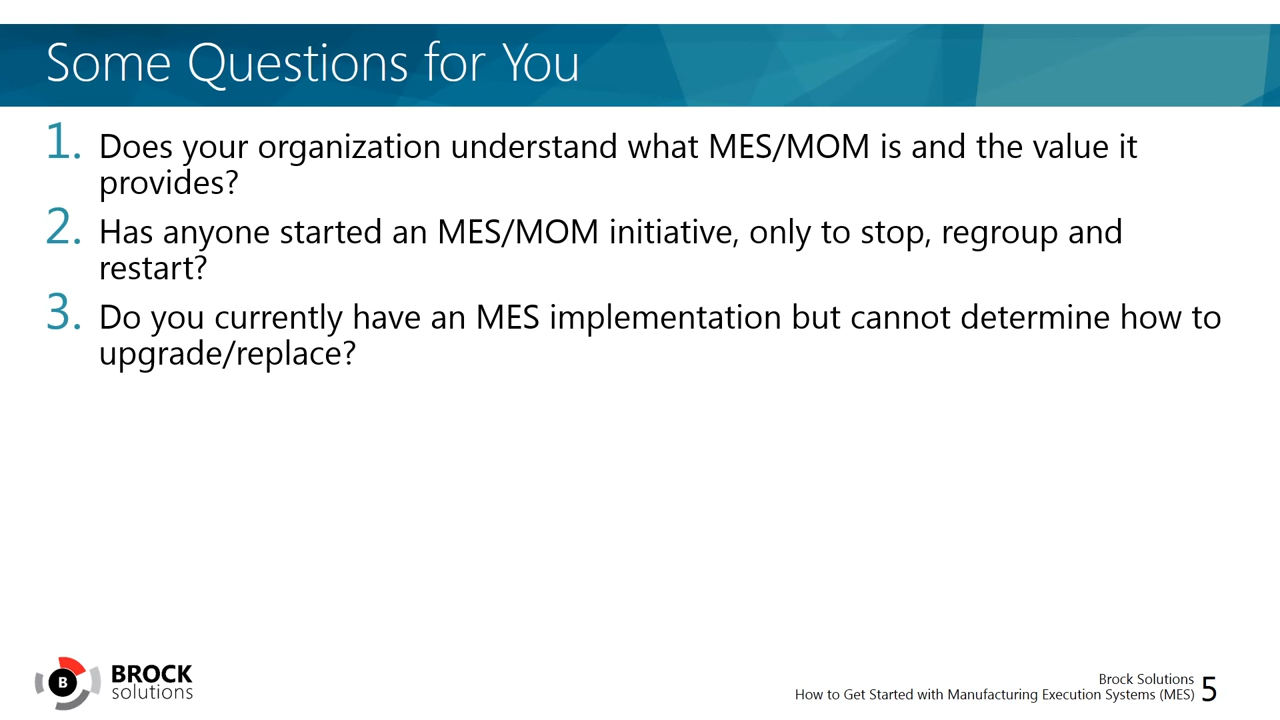 Some Questions for You
1. Does your organization understand what MES/MOM is and the value it
provides?
2. Has anyone started an MES/MOM initiative, only to stop, regroup and
restart?
3. Do you currently have an MES implementation but cannot determine how to
upgrade/replace?
B
BROCK
solutions
Brock Solutions
How to Get Started with Manufacturing Execution Systems (MES)
5